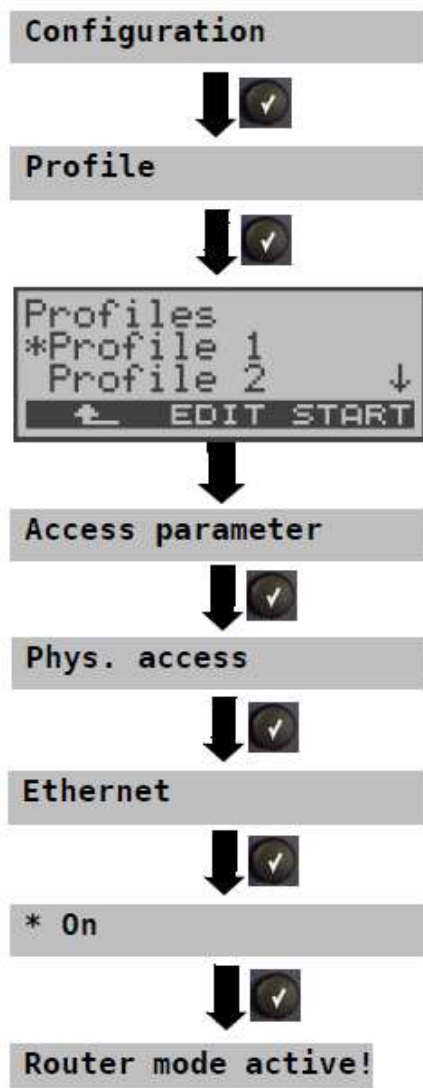 Configuration
Profile
Profiles
*Profile 1
Profile 2 ↓
EDIT START
Access parameter
Phys. access
Ethernet
* On
Router mode active!